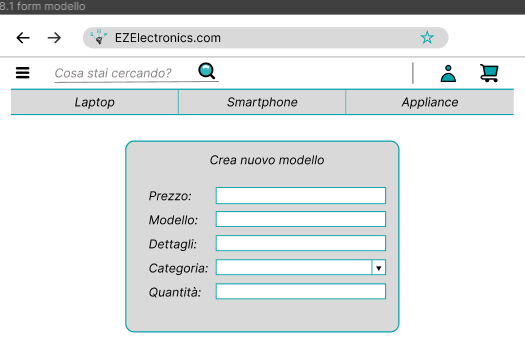 8.1 form modello
EZElectronics.com
Cosa stai cercando?
Laptop
Smartphone
Appliance
Crea nuovo modello
Prezzo:
Modello:
Dettagli:
Categoria:
Quantità: